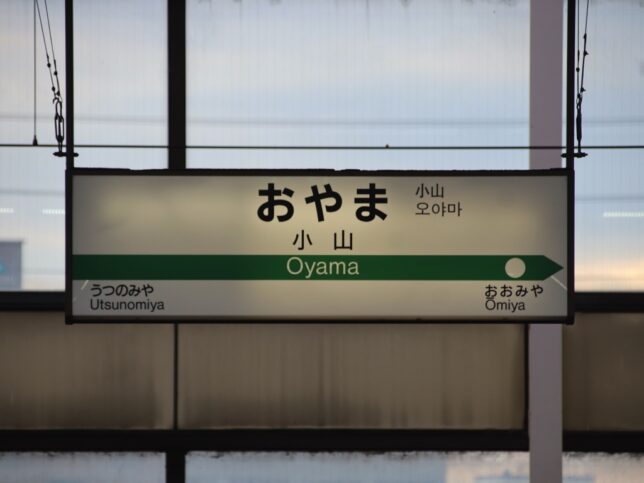 おやま
小山
오야마
小山
Oyama
うつのみや
Utsunomiya
おおみや
Ōmiya